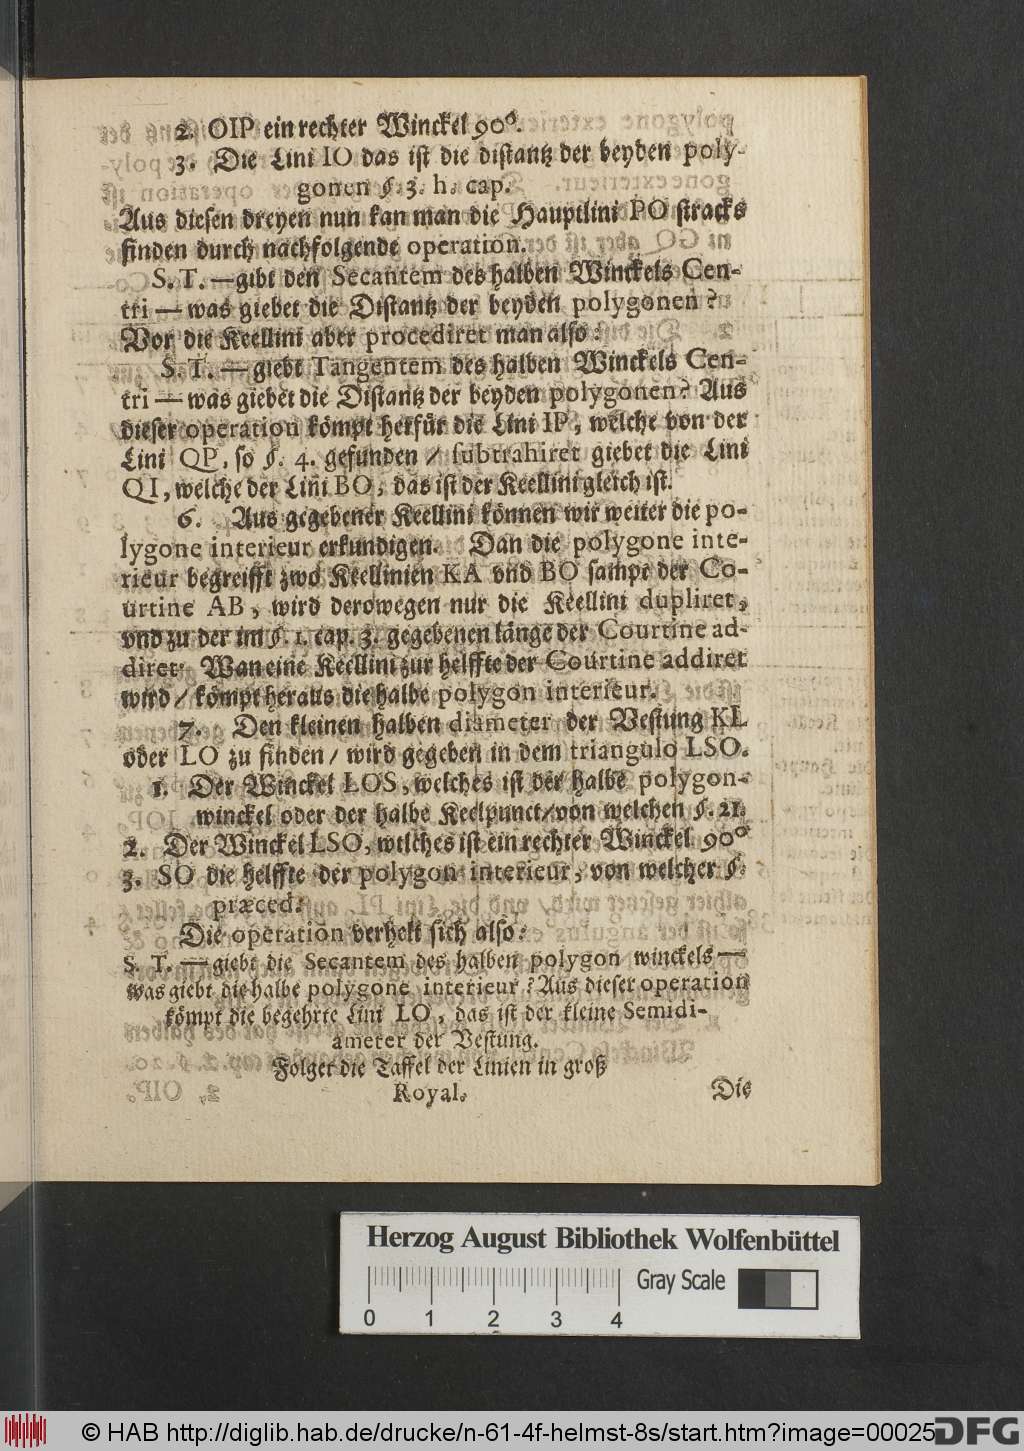 2. OIP ein rechter Winckel 90°.
3. Die Lini IO das ist die distantz der beyden poly-
gonen §. 3. h. cap.
Aus diesen dreyen nun kan man die Hauptlini PO stracks
finden durch nachfolgende operation.
S. T. — gibt den Secantem des halben Winckels Cen-
tri — was giebet die Distantz der beyden polygonen?
Vor die Keellini aber procediret man also:
S. T. — giebt Tangentem des halben Winckels Cen-
tri — was giebet die Distantz der beyden polygonen? Aus
dieser operation kömpt herfür die Lini IP, welche von der
Lini QP, so §. 4. gefunden / subtrahiret giebet die Lini
QI, welche der Lini BO, das ist der Keellini gleich ist.
6. Aus gegebener Keellini können wir weiter die po-
lygone interieur erkundigen. Dan die polygone inte-
rieur begreifft zwo Keellinien KA vnd BO sampt der Co-
urtine AB, wird derowegen nur die Keellini dupliret,
vnd zu der im §. 1. cap. 3. gegebenen länge der Courtine ad-
diret. Wan eine Keellini zur helffte der Courtine addiret
wird / kömpt heraus die halbe polygon interieur.
7. Den kleinen halben diameter der Vestung KL
oder LO zu finden / wird gegeben in dem triangulo LSO.
1. Der Winckel LOS, welches ist der halbe polygon-
winckel oder der halbe Keelpunct / von welchen §. 21.
2. Der Winckel LSO, welches ist ein rechter Winckel 90°
3. SO die helffte der polygon interieur, von welcher §.
præced.
Die operation verhelt sich also:
S. T. — giebt die Secantem des halben polygon winckels —
was giebt die halbe polygone interieur? Aus dieser operation
kömpt die begehrte Lini LO, das ist der kleine Semidi-
ameter der Vestung.
Folget die Taffel der Linien in groß
Royal.
Die
Herzog August Bibliothek Wolfenbüttel
Gray Scale
0 1 2 3 4
© HAB http://diglib.hab.de/drucke/n-61-4f-helmst-8s/start.htm?image=00025
DFG